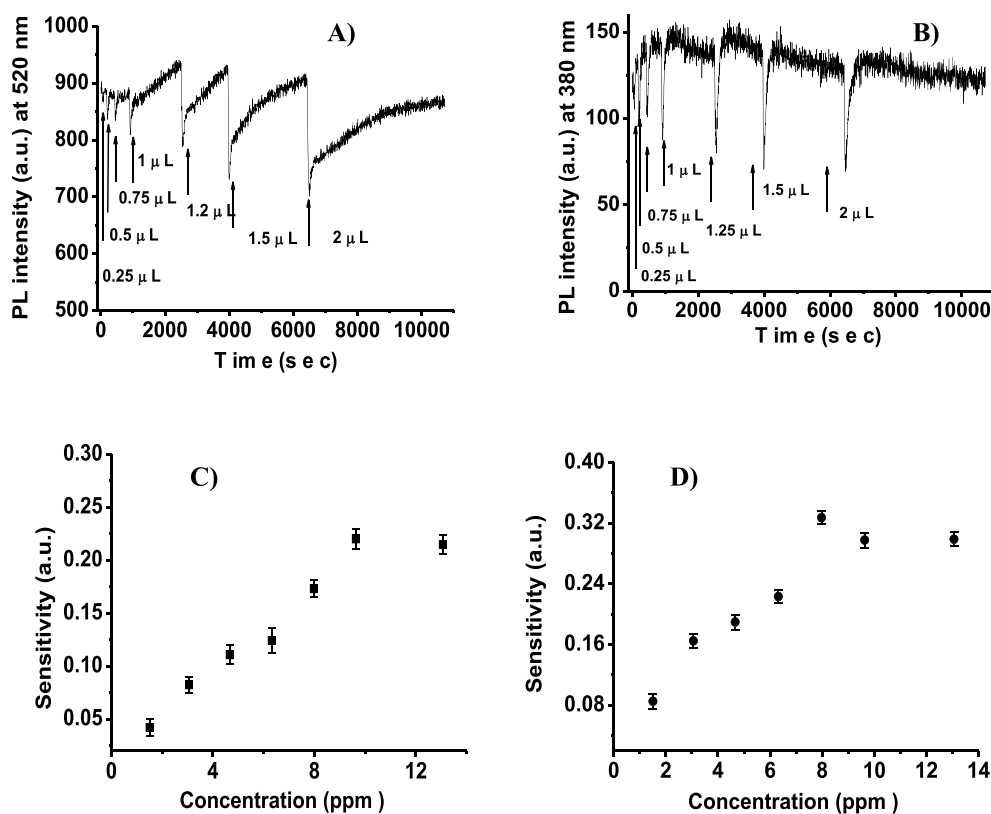 A)
PL intensity (a.u.) at 520 nm
1000
900
800
700
600
500
1 μ L
0.75 μ L
1.2 μ L
0.5 μ L
1.5 μ L
2 μ L
0.25 μ L
0 2000 4000 6000 8000 10000
T im e (s e c)
B)
PL intensity (a.u.) at 380 nm
150
100
50
0
1 μ L
1.5 μ L
0.75 μ L
2 μ L
1.25 μ L
0.5 μ L
0.25 μ L
0 2000 4000 6000 8000 10000
T im e (s e c)
C)
Sensitivity (a.u.)
0.30
0.25
0.20
0.15
0.10
0.05
0 4 8 12
Concentration (ppm )
D)
Sensitivity (a.u.)
0.40
0.32
0.24
0.16
0.08
0 2 4 6 8 10 12 14
Concentration (ppm )